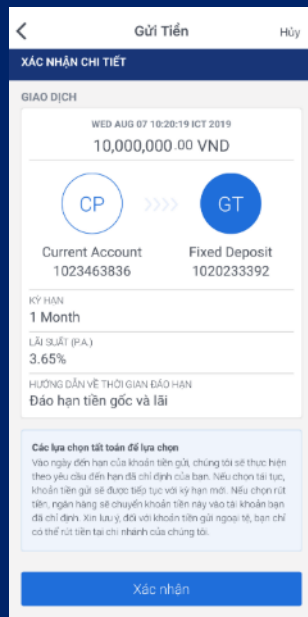 Gửi Tiền
Hủy
XÁC NHẬN CHI TIẾT
GIAO DỊCH
WED AUG 07 10:20:19 ICT 2019
10,000,000.00 VND
CP
GT
Current Account
Fixed Deposit
1023463836
1020233392
KỲ HẠN
1 Month
LÃI SUẤT (P.A.)
3.65%
HƯỚNG DẪN VỀ THỜI GIAN ĐÁO HẠN
Đáo hạn tiền gốc và lãi
Các lựa chọn tất toán để lựa chọn
Vào ngày đến hạn của khoản tiền gửi, chúng tôi sẽ thực hiện
theo yêu cầu đến hạn đã chỉ định của bạn. Nếu chọn tái tục,
khoản tiền gửi sẽ được tiếp tục với kỳ hạn mới. Nếu chọn rút
tiền, ngân hàng sẽ chuyển khoản tiền này vào tài khoản bạn
đã chỉ định. Xin lưu ý, đối với khoản tiền gửi ngoại tệ, bạn chỉ
có thể rút tiền tại chi nhánh của chúng tôi.
Xác nhận